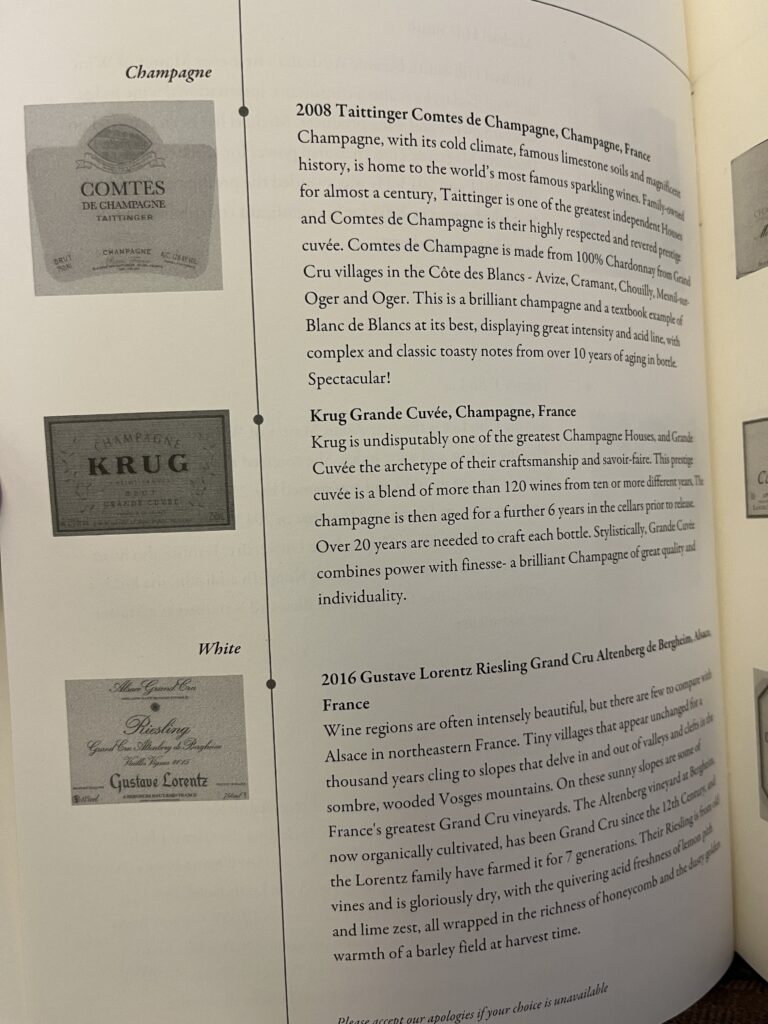 Champagne
COMTES
DE CHAMPAGNE
TAITTINGER
BRUT
CHAMPAGNE
2008 Taittinger Comtes de Champagne, Champagne, France
Champagne, with its cold climate, famous limestone soils and magnificent
history, is home to the world's most famous sparkling wines. Family-owned
for almost a century, Taittinger is one of the greatest independent Houses
and Comtes de Champagne is their highly respected and revered prestige
cuvée. Comtes de Champagne is made from 100% Chardonnay from Grand
Cru villages in the Côte des Blancs - Avize, Cramant, Chouilly, Mesnil-sur-
Oger and Oger. This is a brilliant champagne and a textbook example of
Blanc de Blancs at its best, displaying great intensity and acid line, with
complex and classic toasty notes from over 10 years of aging in bottle.
Spectacular!
CHAMPAGNE
KRUG
BRUT
GRANDE CUVÉE
Krug Grande Cuvée, Champagne, France
Krug is undisputably one of the greatest Champagne Houses, and Grande
Cuvée the archetype of their craftsmanship and savoir-faire. This prestige
cuvée is a blend of more than 120 wines from ten or more different years. The
champagne is then aged for a further 6 years in the cellars prior to release.
Over 20 years are needed to craft each bottle. Stylistically, Grande Cuvée
combines power with finesse- a brilliant Champagne of great quality and
individuality.
White
Alsace Grand Cru
Riesling
Grand Cru Altenberg de Bergheim
Vieilles Vignes
Gustave Lorentz
2016 Gustave Lorentz Riesling Grand Cru Altenberg de Bergheim, Alsace,
France
Wine regions are often intensely beautiful, but there are few to compare with
Alsace in northeastern France. Tiny villages that appear unchanged for a
thousand years cling to slopes that delve in and out of valleys and clefts in the
sombre, wooded Vosges mountains. On these sunny slopes are some of
France's greatest Grand Cru vineyards. The Altenberg vineyard at Bergheim,
now organically cultivated, has been Grand Cru since the 12th Century, and
the Lorentz family have farmed it for 7 generations. Their Riesling is from old
vines and is gloriously dry, with the quivering acid freshness of lemon pith
and lime zest, all wrapped in the richness of honeycomb and the dusty golden
warmth of a barley field at harvest time.
Please accept our apologies if your choice is unavailable